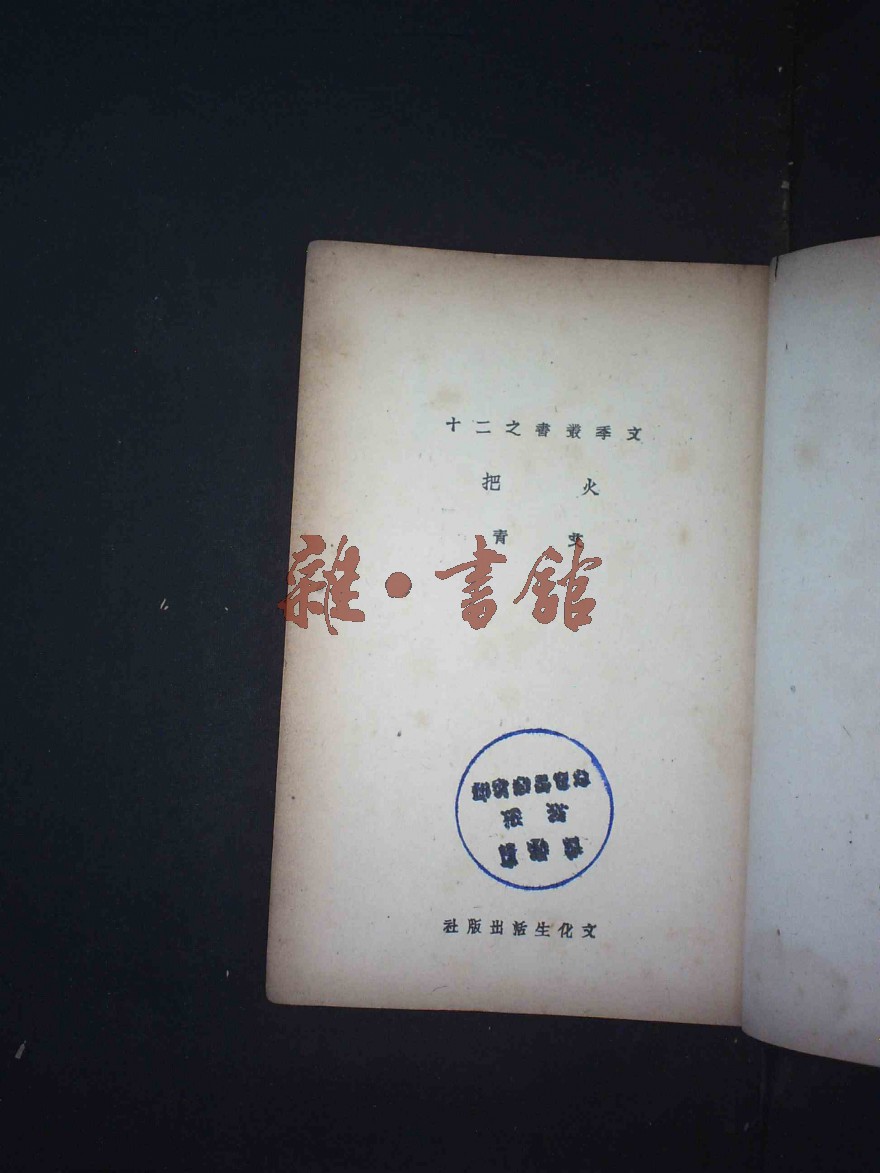 文季叢書之二十
火把
艾青
雜·書館
文化生活出版社